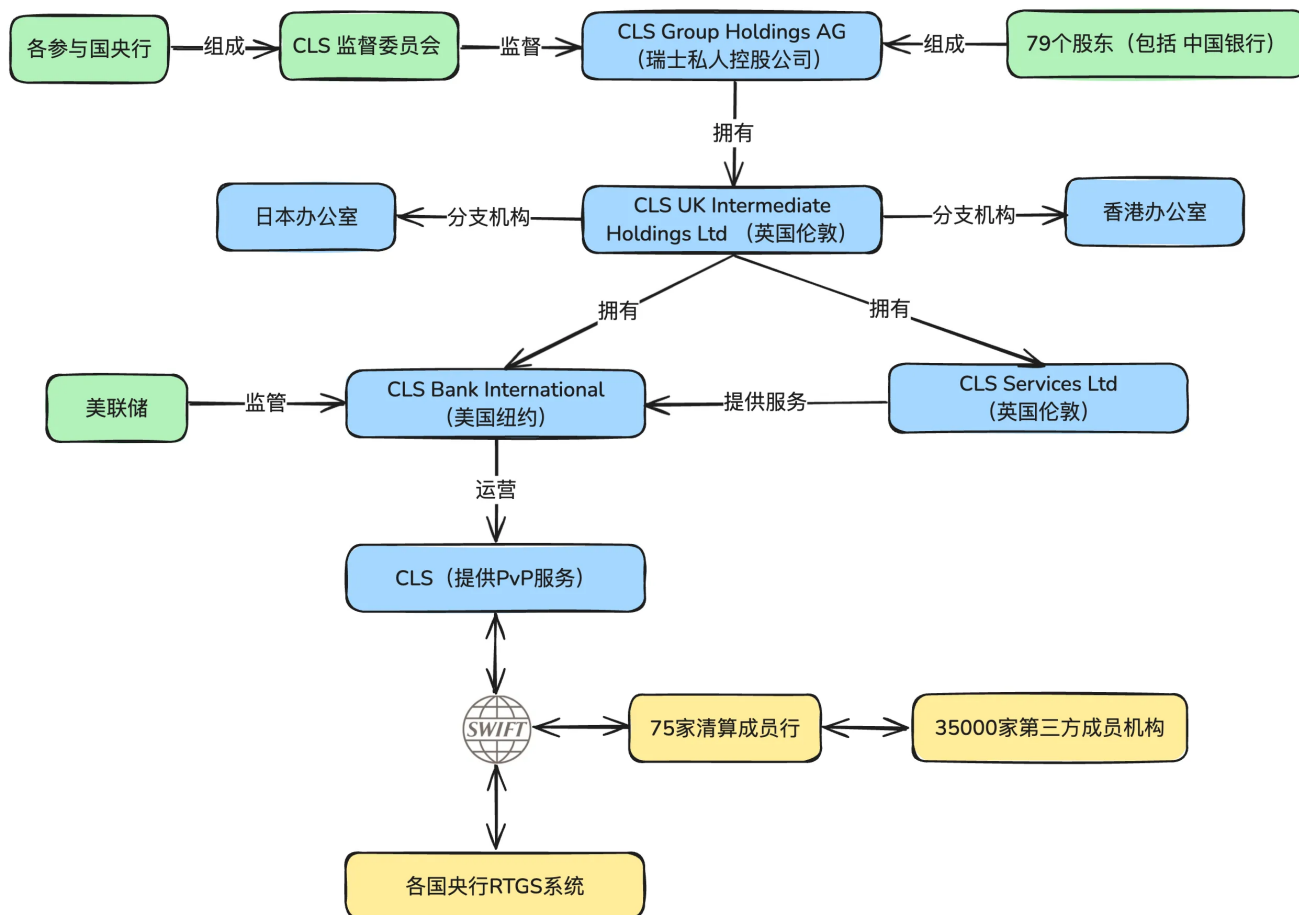 各参与国央行
组成
CLS 监督委员会
监督
CLS Group Holdings AG
（瑞士私人控股公司）
组成
79个股东（包括 中国银行）
拥有
日本办公室
分支机构
CLS UK Intermediate
Holdings Ltd （英国伦敦）
分支机构
香港办公室
拥有
拥有
美联储
监管
CLS Bank International
（美国纽约）
提供服务
CLS Services Ltd
（英国伦敦）
运营
CLS（提供PvP服务）
SWIFT
75家清算成员行
35000家第三方成员机构
各国央行RTGS系统